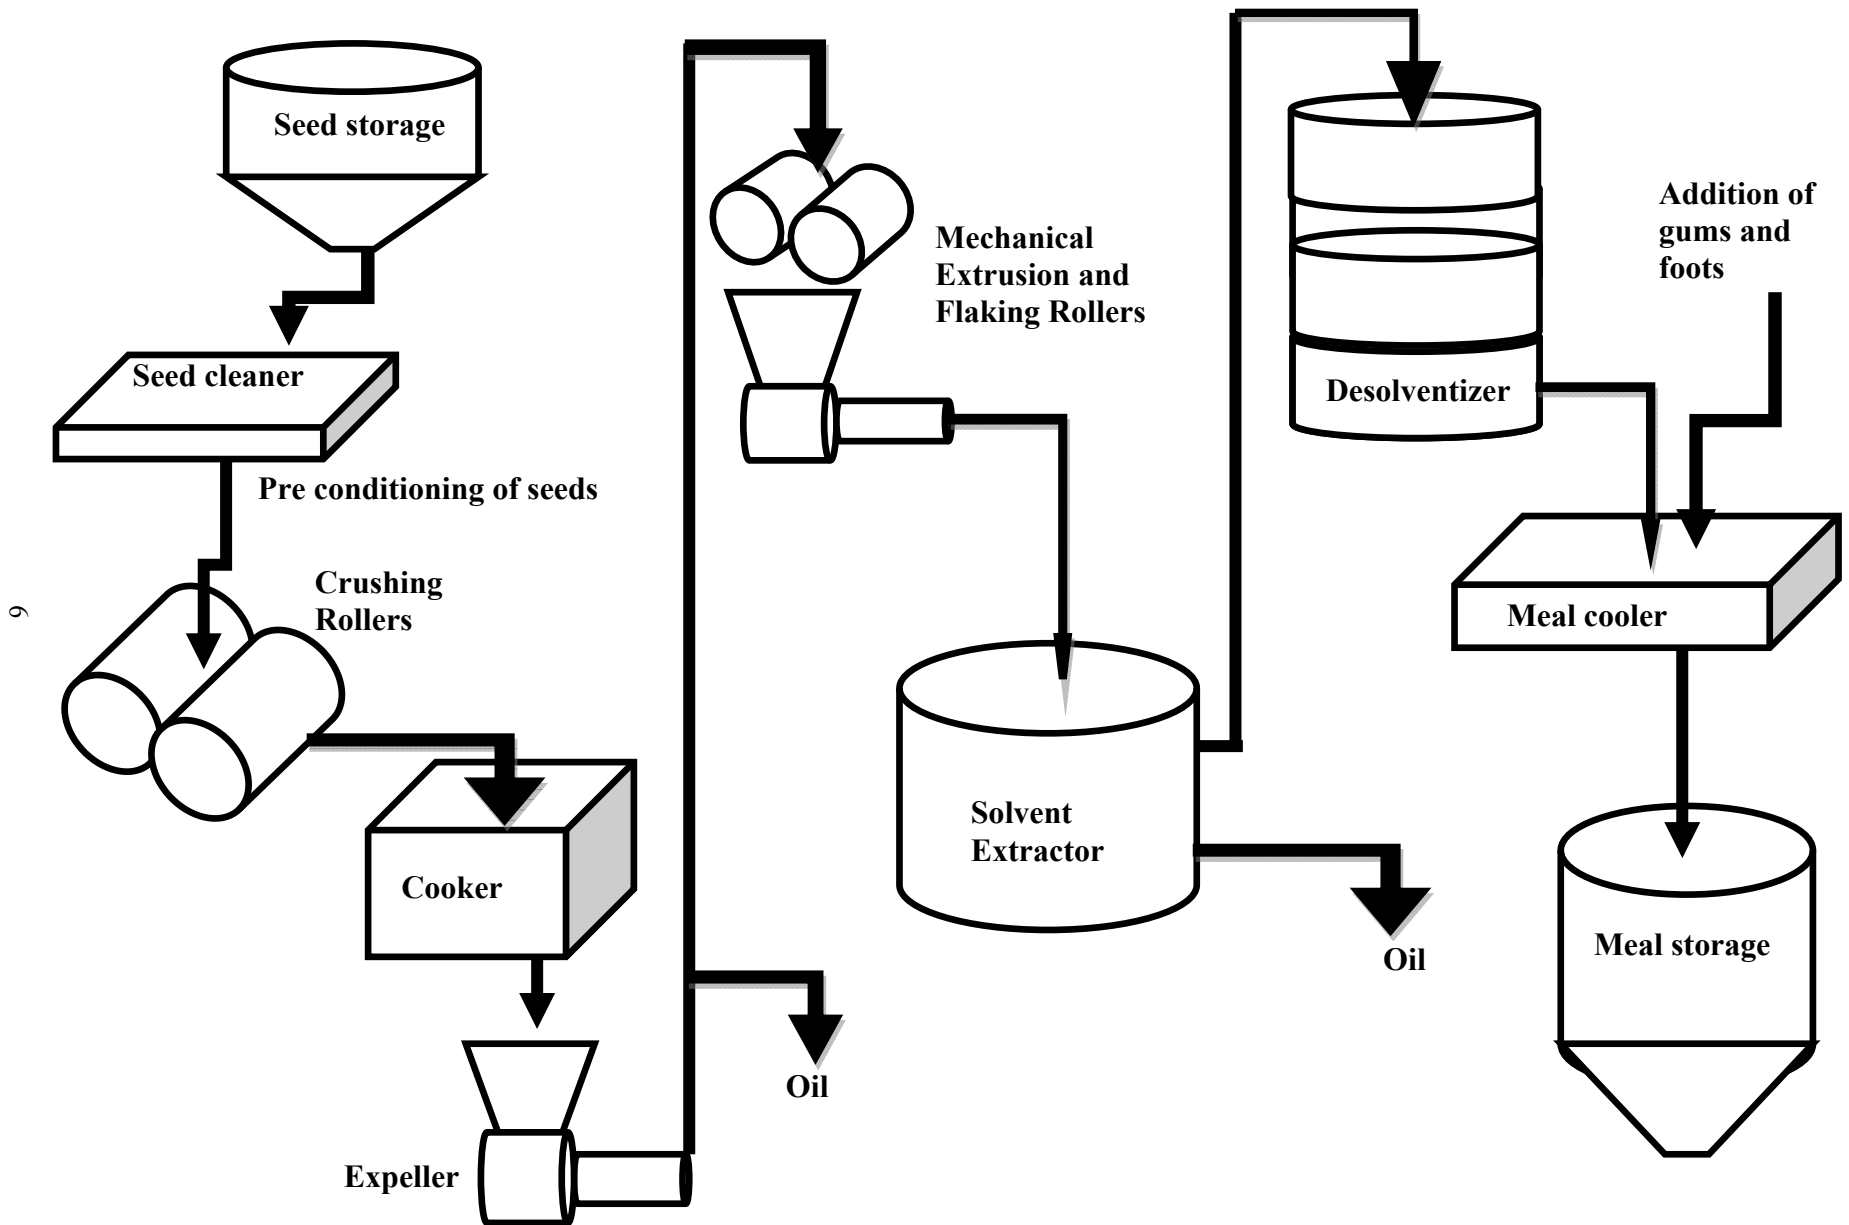 Seed storage
Seed cleaner
Pre conditioning of seeds
Crushing
Rollers
Cooker
Expeller
Oil
Mechanical
Extrusion and
Flaking Rollers
Solvent
Extractor
Oil
Desolventizer
Addition of
gums and
foots
Meal cooler
Meal storage
9